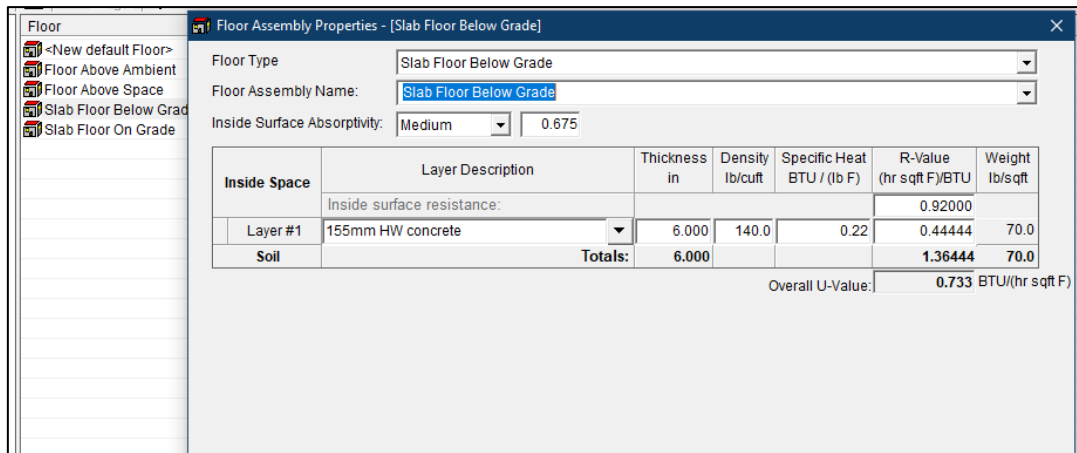 Floor
<New default Floor>
Floor Above Ambient
Floor Above Space
Slab Floor Below Grad
Slab Floor On Grade
Floor Assembly Properties - [Slab Floor Below Grade]
Floor Type Slab Floor Below Grade
Floor Assembly Name: Slab Floor Below Grade
Inside Surface Absorptivity: Medium 0.675
Inside Space Layer Description Thickness in Density lb/cuft Specific Heat BTU / (lb F) R-Value (hr sqft F)/BTU Weight lb/sqft
Inside surface resistance: 0.92000
Layer #1 155mm HW concrete 6.000 140.0 0.22 0.44444 70.0
Soil Totals: 6.000 1.36444 70.0
Overall U-Value: 0.733 BTU/(hr sqft F)